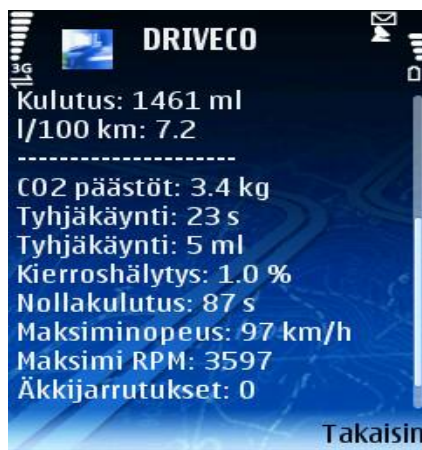 DRIVECO
3G
Kulutus: 1461 ml
l/100 km: 7.2
---------------------
CO2 päästöt: 3.4 kg
Tyhjäkäynti: 23 s
Tyhjäkäynti: 5 ml
Kierroshälytys: 1.0 %
Nollakulutus: 87 s
Maksiminopeus: 97 km/h
Maksimi RPM: 3597
Äkkijarrutukset: 0
Takaisin